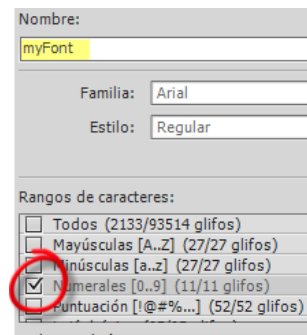 Nombre:
myFont
Familia: Arial
Estilo: Regular
Rangos de caracteres:
Todos (2133/93514 glifos)
Mayúsculas [A..Z] (27/27 glifos)
Minúsculas [a..z] (27/27 glifos)
Numerales [0..9] (11/11 glifos)
Puntuación [!@#%...] (52/52 glifos)